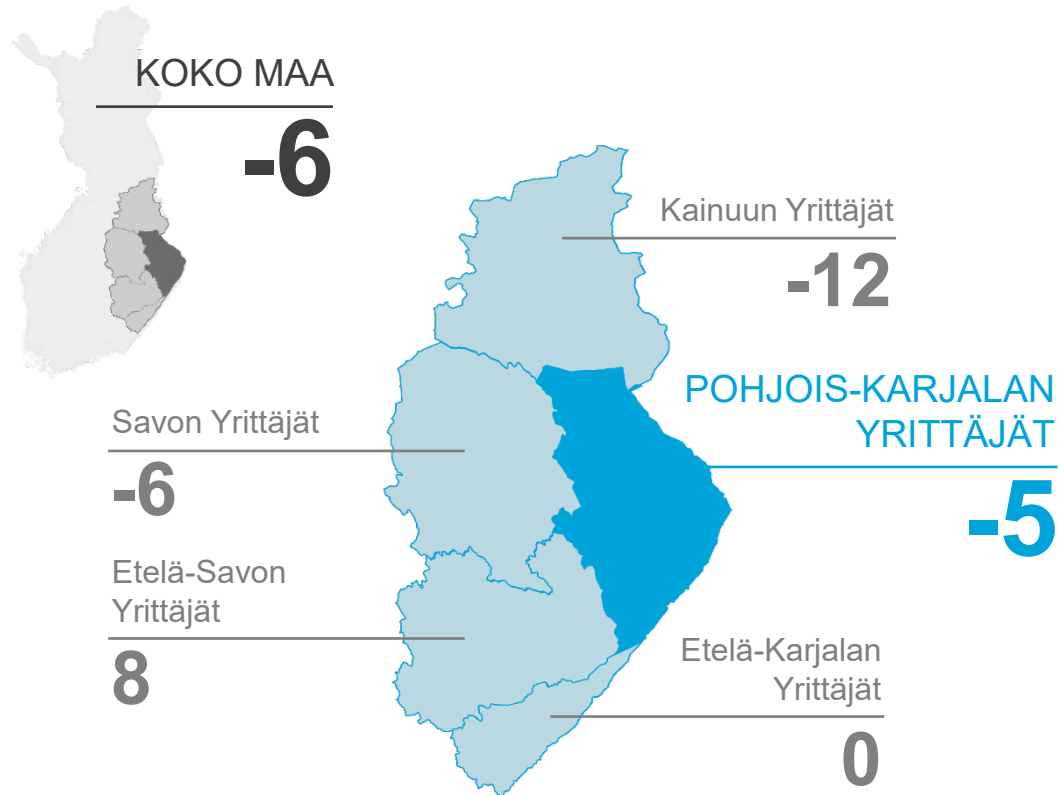 KOKO MAA
-6
Kainuun Yrittäjät
-12
POHJOIS-KARJALAN
YRITTÄJÄT
-5
Savon Yrittäjät
-6
Etelä-Savon
Yrittäjät
8
Etelä-Karjalan
Yrittäjät
0